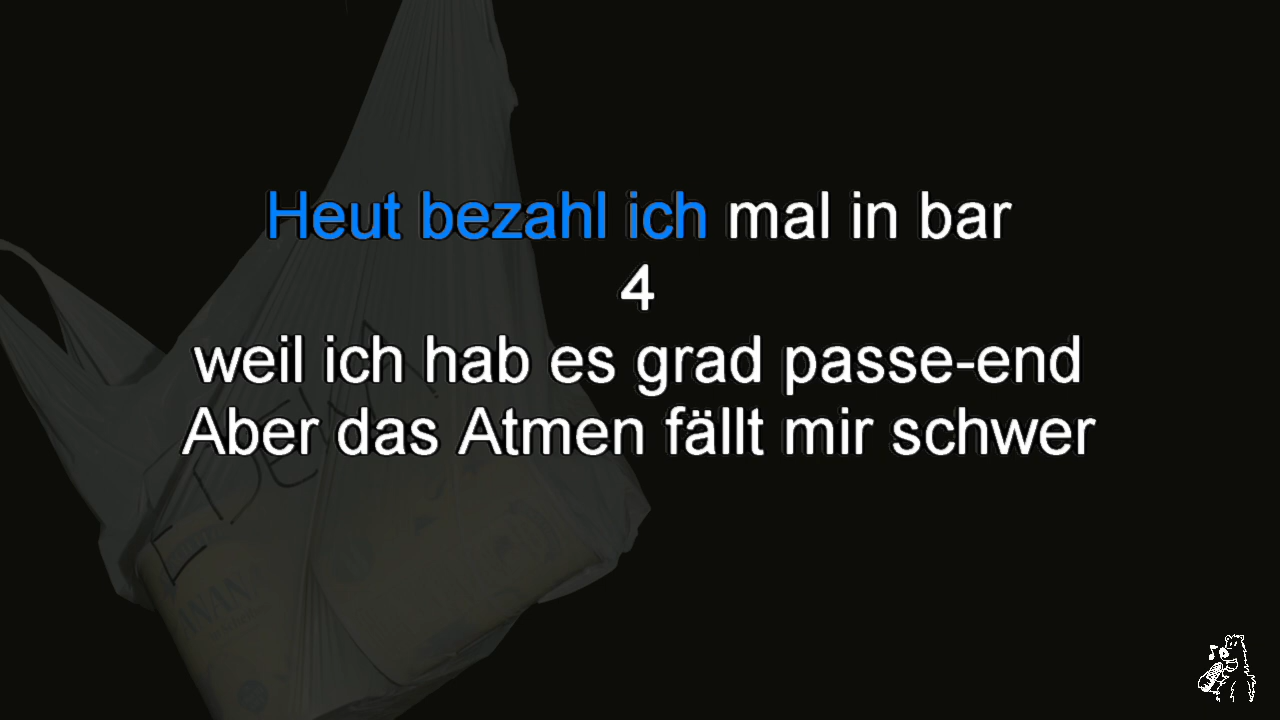 Heut bezahl ich mal in bar
4
weil ich hab es grad passe-end
Aber das Atmen fällt mir schwer